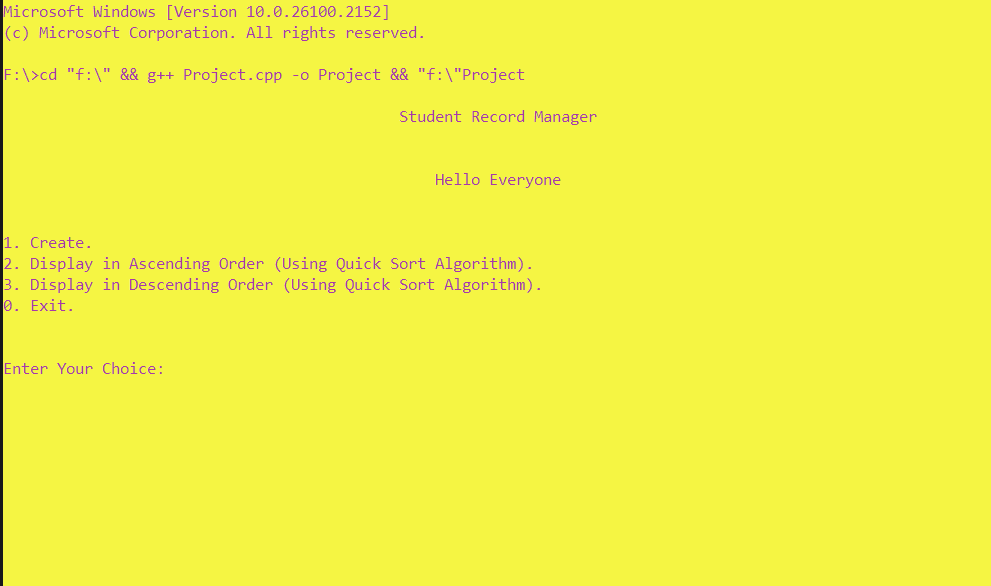 Microsoft Windows [Version 10.0.26100.2152]
(c) Microsoft Corporation. All rights reserved.
F:\>cd "f:\" && g++ Project.cpp -o Project && "f:\"Project
Student Record Manager
Hello Everyone
1. Create.
2. Display in Ascending Order (Using Quick Sort Algorithm).
3. Display in Descending Order (Using Quick Sort Algorithm).
0. Exit.
Enter Your Choice: